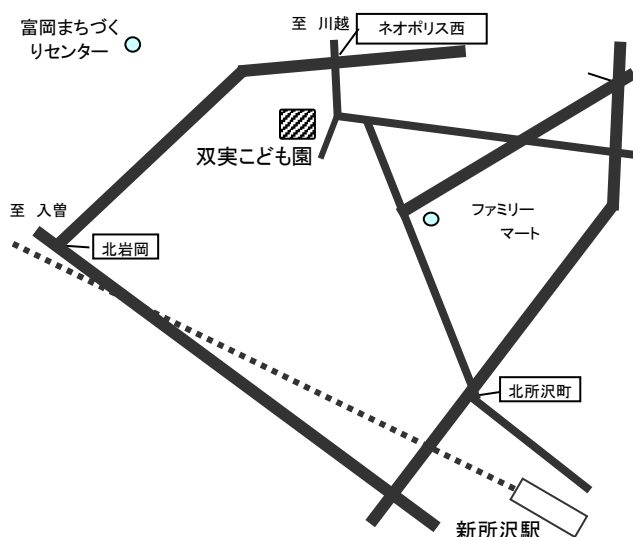 富岡まちづく
りセンター
至 川越
ネオポリス西
双実こども園
至 入曽
ファミリー
マート
北岩岡
北所沢町
新所沢駅